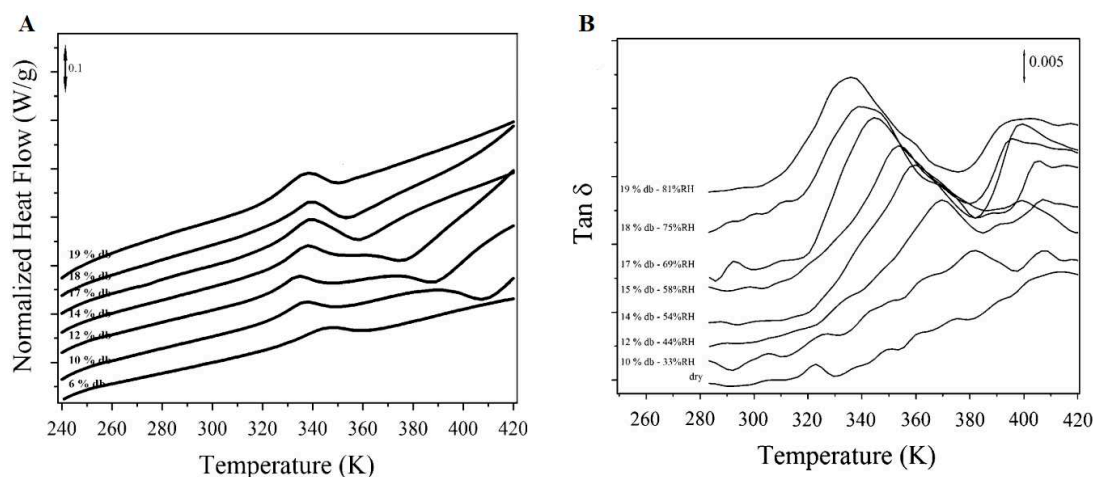 A
0.1
Normalized Heat Flow (W/g)
19 % db
18 % db
17 % db
14 % db
12 % db
10 % db
6 % db
240 260 280 300 320 340 360 380 400 420
Temperature (K)
B
0.005
Tan δ
19 % db - 81%RH
18 % db - 75%RH
17 % db - 69%RH
15 % db - 58%RH
14 % db - 54%RH
12 % db - 44%RH
10 % db - 33%RH
dry
260 280 300 320 340 360 380 400 420
Temperature (K)